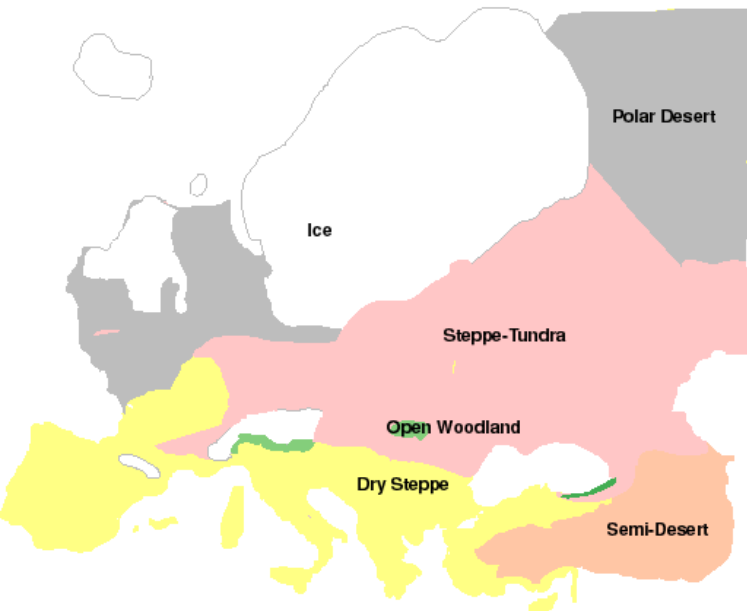 Polar Desert
Ice
Steppe-Tundra
Open Woodland
Dry Steppe
Semi-Desert